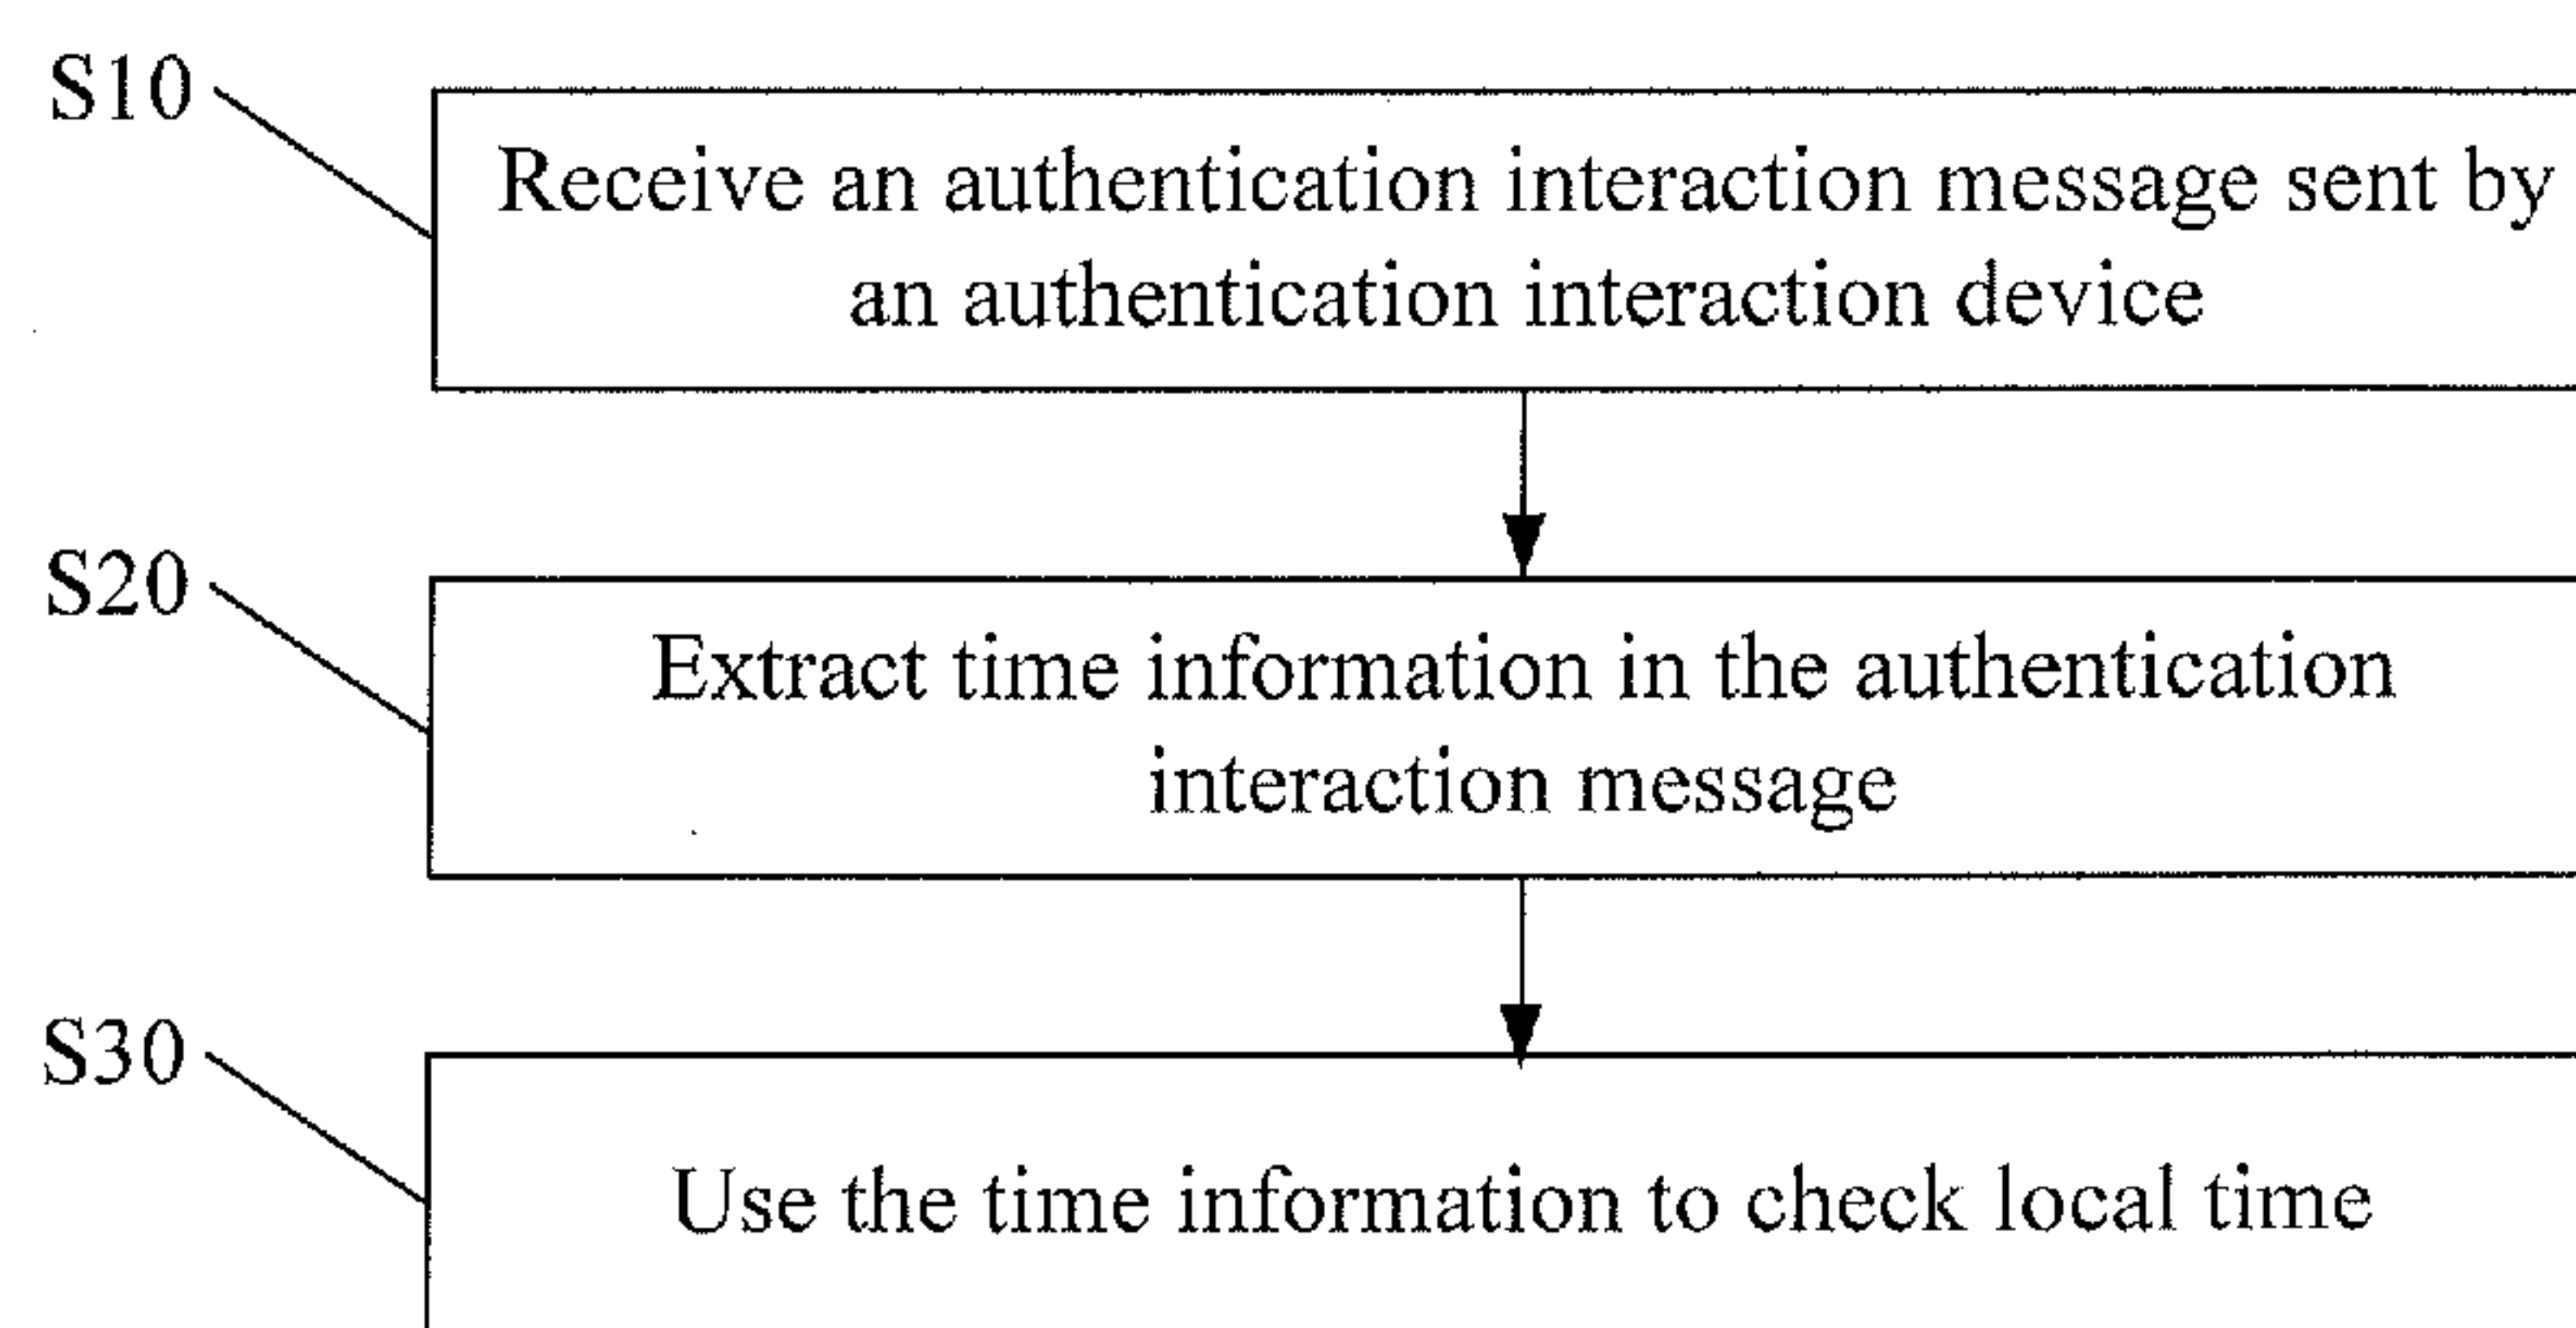 S10
Receive an authentication interaction message sent by
an authentication interaction device
S20
Extract time information in the authentication
interaction message
S30
Use the time information to check local time